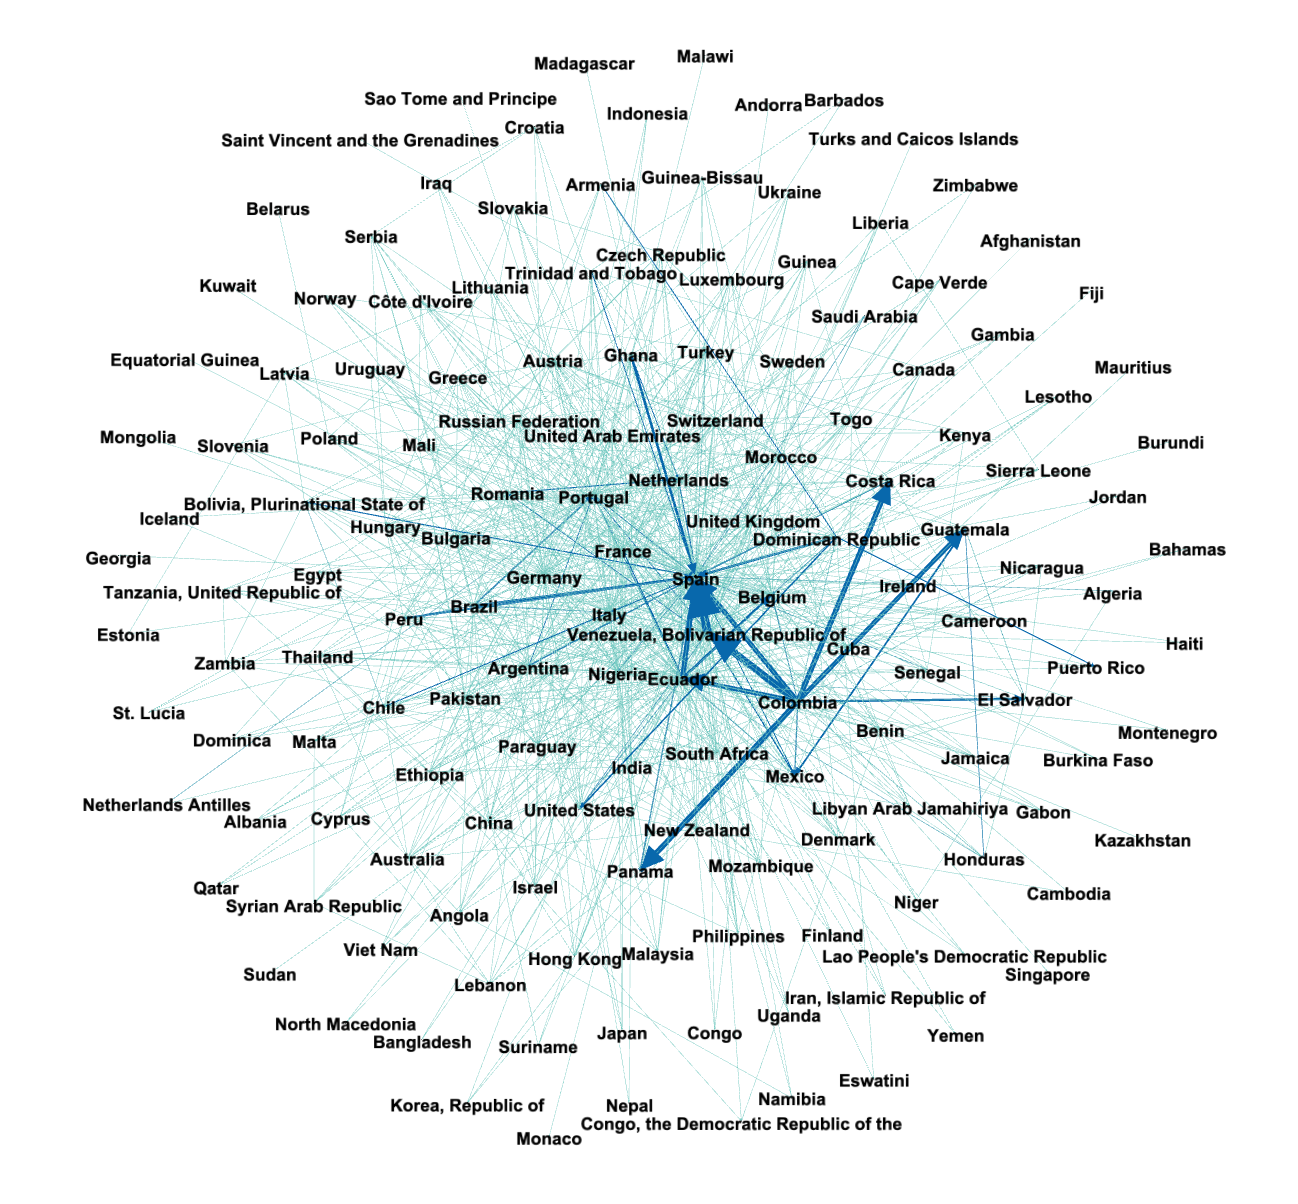 Malawi
Madagascar
Sao Tome and Principe
Andorra
Barbados
Indonesia
Croatia
Saint Vincent and the Grenadines
Turks and Caicos Islands
Iraq
Armenia
Guinea-Bissau
Ukraine
Zimbabwe
Belarus
Slovakia
Liberia
Serbia
Afghanistan
Czech Republic
Guinea
Trinidad and Tobago
Luxembourg
Kuwait
Lithuania
Cape Verde
Norway
Côte d'Ivoire
Fiji
Saudi Arabia
Gambia
Equatorial Guinea
Latvia
Uruguay
Greece
Austria
Ghana
Turkey
Sweden
Canada
Mauritius
Lesotho
Russian Federation
Switzerland
Togo
Mongolia
Slovenia
Poland
Mali
United Arab Emirates
Kenya
Burundi
Morocco
Sierra Leone
Netherlands
Costa Rica
Romania
Portugal
Jordan
Bolivia, Plurinational State of
Iceland
Hungary
Bulgaria
United Kingdom
Dominican Republic
Guatemala
Georgia
France
Bahamas
Egypt
Germany
Spain
Nicaragua
Tanzania, United Republic of
Ireland
Algeria
Peru
Brazil
Italy
Belgium
Cameroon
Estonia
Venezuela, Bolivarian Republic of
Haiti
Zambia
Thailand
Argentina
Nigeria
Ecuador
Cuba
Senegal
Puerto Rico
St. Lucia
Chile
Pakistan
Colombia
El Salvador
Dominica
Malta
Paraguay
Benin
Montenegro
Ethiopia
India
South Africa
Mexico
Jamaica
Burkina Faso
Netherlands Antilles
Albania
Cyprus
China
United States
Libyan Arab Jamahiriya
Gabon
New Zealand
Denmark
Kazakhstan
Australia
Panama
Mozambique
Honduras
Qatar
Israel
Cambodia
Syrian Arab Republic
Angola
Niger
Viet Nam
Philippines
Finland
Sudan
Hong Kong
Malaysia
Lao People's Democratic Republic
Singapore
Lebanon
Iran, Islamic Republic of
Uganda
North Macedonia
Bangladesh
Suriname
Japan
Congo
Yemen
Eswatini
Korea, Republic of
Nepal
Namibia
Congo, the Democratic Republic of the
Monaco